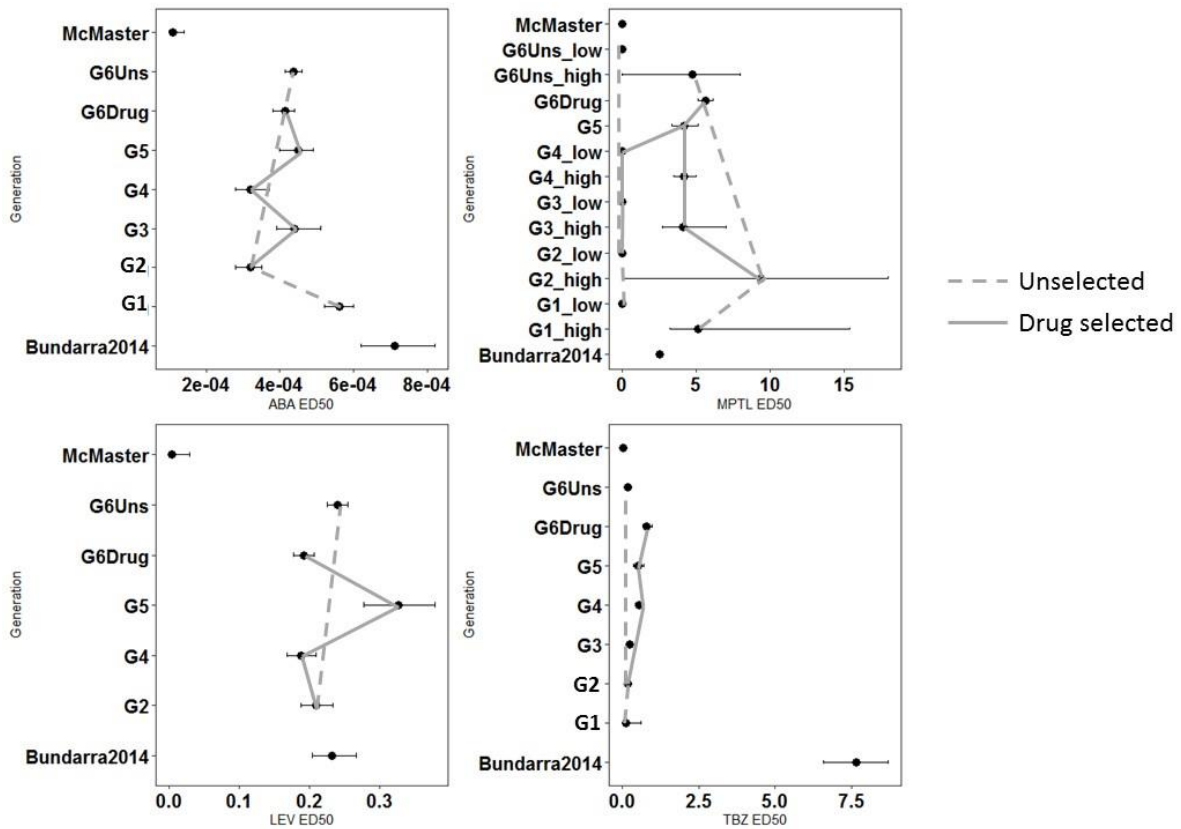 McMaster
G6Uns
G6Drug
G5
G4
G3
G2
G1
Bundarra2014
Generation
2e-04 4e-04 6e-04 8e-04
ABA ED50
McMaster
G6Uns_low
G6Uns_high
G6Drug
G5
G4_low
G4_high
G3_low
G3_high
G2_low
G2_high
G1_low
G1_high
Bundarra2014
Generation
0 5 10 15
MPTL ED50
Unselected
Drug selected
McMaster
G6Uns
G6Drug
G5
G4
G2
Bundarra2014
Generation
0.0 0.1 0.2 0.3
LEV ED50
McMaster
G6Uns
G6Drug
G5
G4
G3
G2
G1
Bundarra2014
Generation
0.0 2.5 5.0 7.5
TBZ ED50